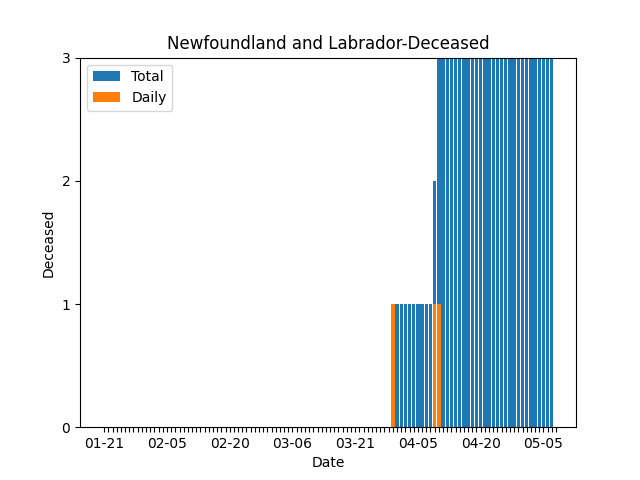 Newfoundland and Labrador-Deceased
Total
Daily
3
2
1
0
Deceased
01-21 02-05 02-20 03-06 03-21 04-05 04-20 05-05
Date